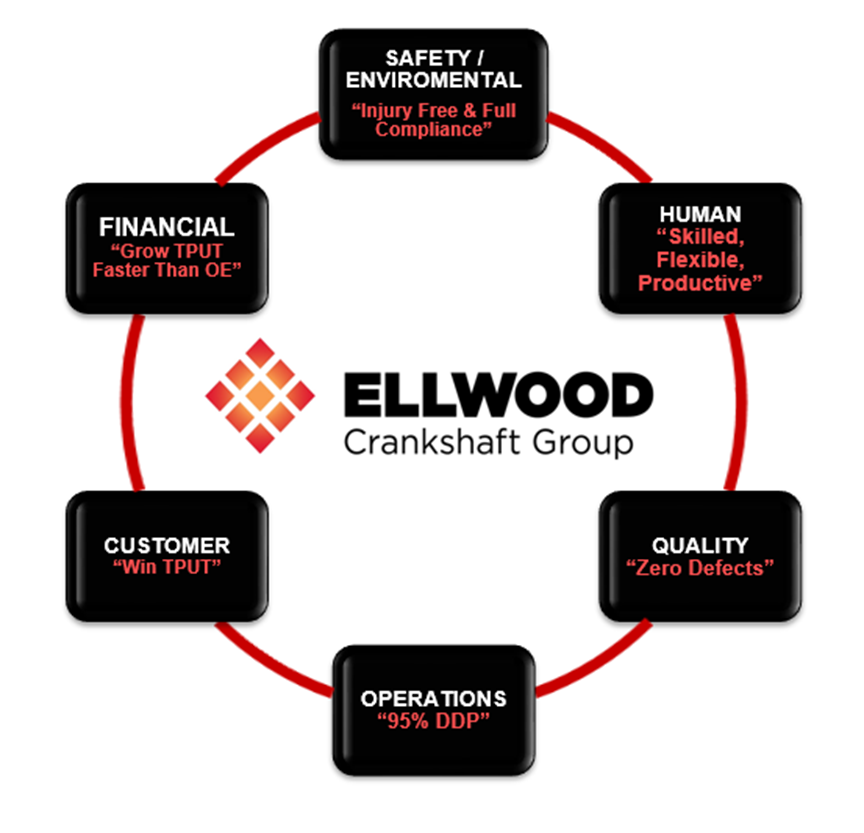 SAFETY /
ENVIROMENTAL
“Injury Free & Full
Compliance”
HUMAN
“Skilled,
Flexible,
Productive”
QUALITY
“Zero Defects”
OPERATIONS
“95% DDP”
CUSTOMER
“Win TPUT”
FINANCIAL
“Grow TPUT
Faster Than OE”
ELLWOOD
Crankshaft Group